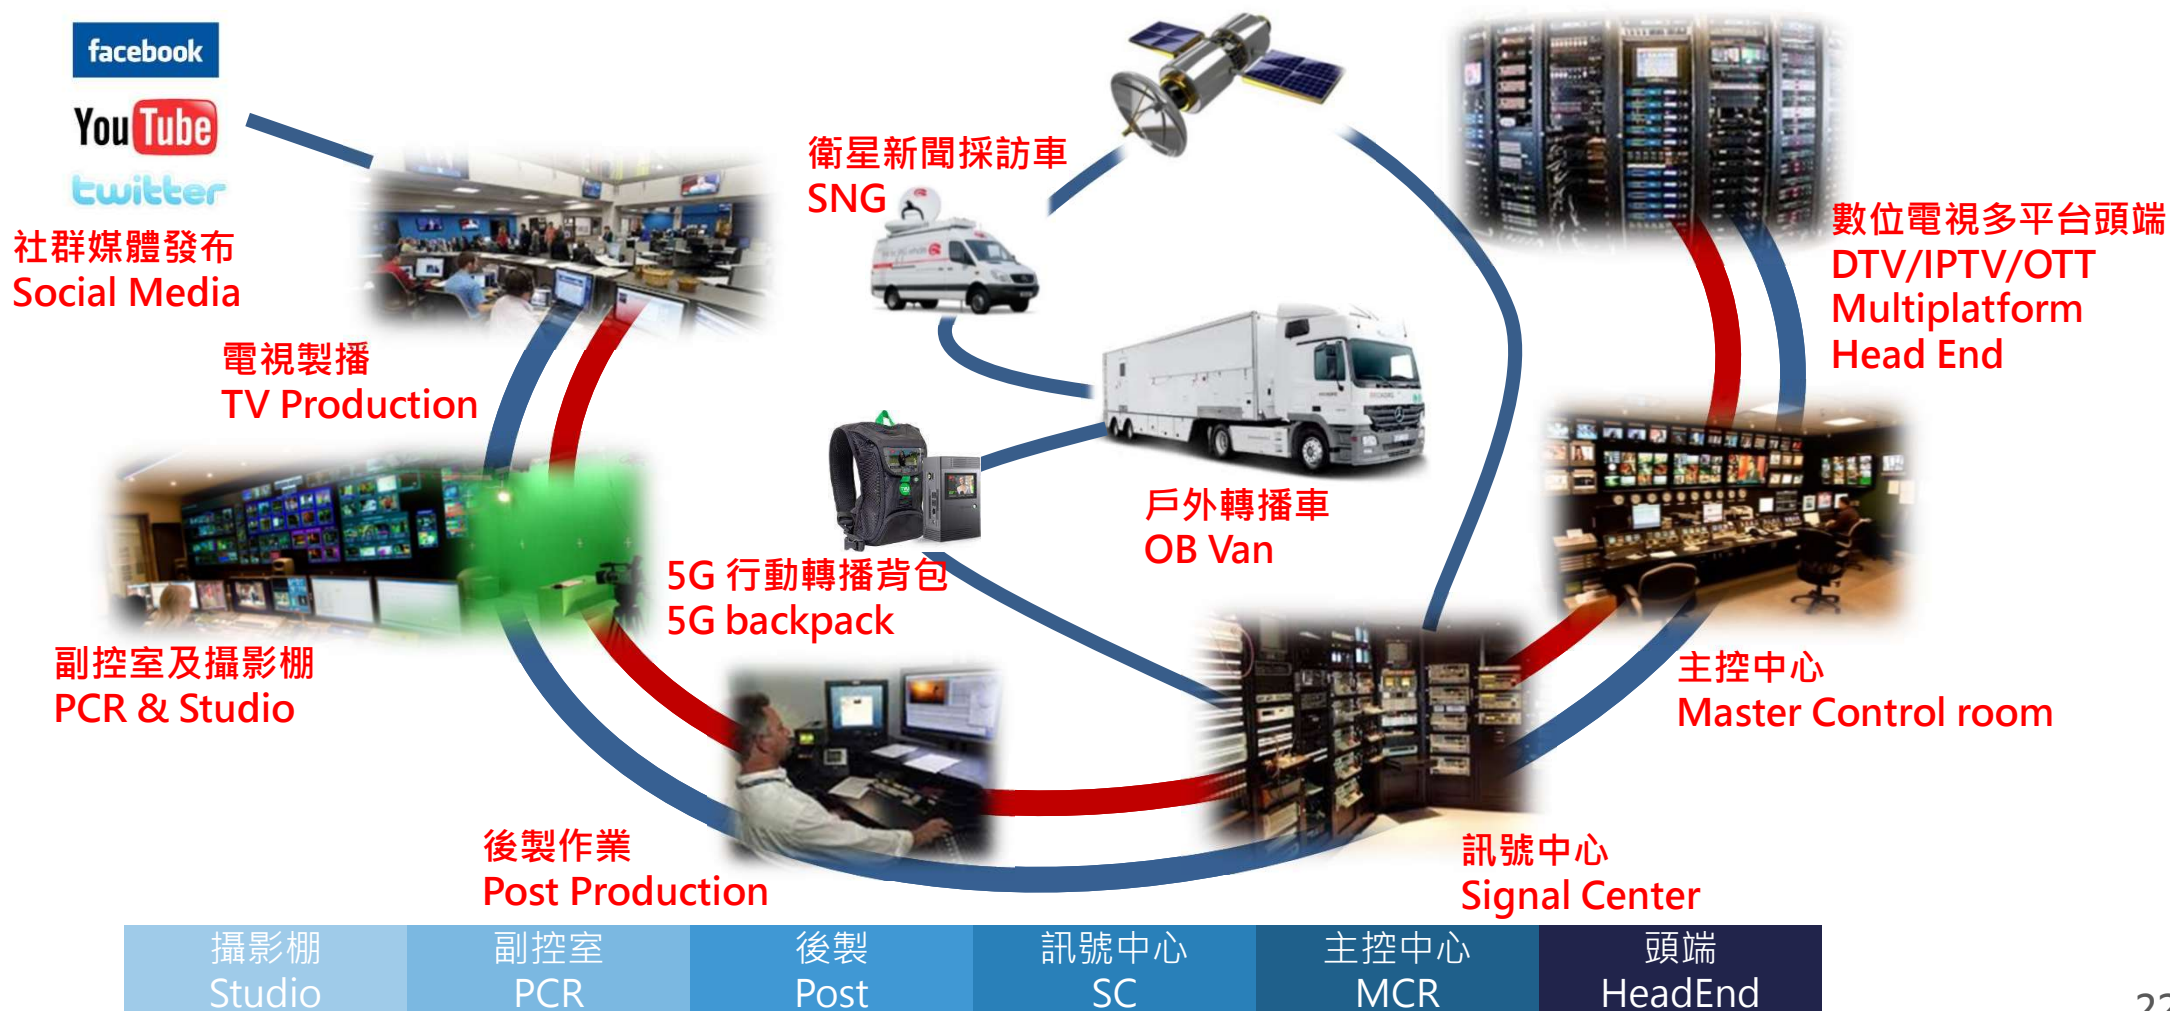 facebook
You Tube
twitter
社群媒體發布
Social Media
電視製播
TV Production
副控室及攝影棚
PCR & Studio
衛星新聞採訪車
SNG
5G 行動轉播背包
5G backpack
戶外轉播車
OB Van
後製作業
Post Production
訊號中心
Signal Center
主控中心
Master Control room
數位電視多平台頭端
DTV/IPTV/OTT
Multiplatform
Head End
攝影棚
Studio
副控室
PCR
後製
Post
訊號中心
SC
主控中心
MCR
頭端
HeadEnd
22